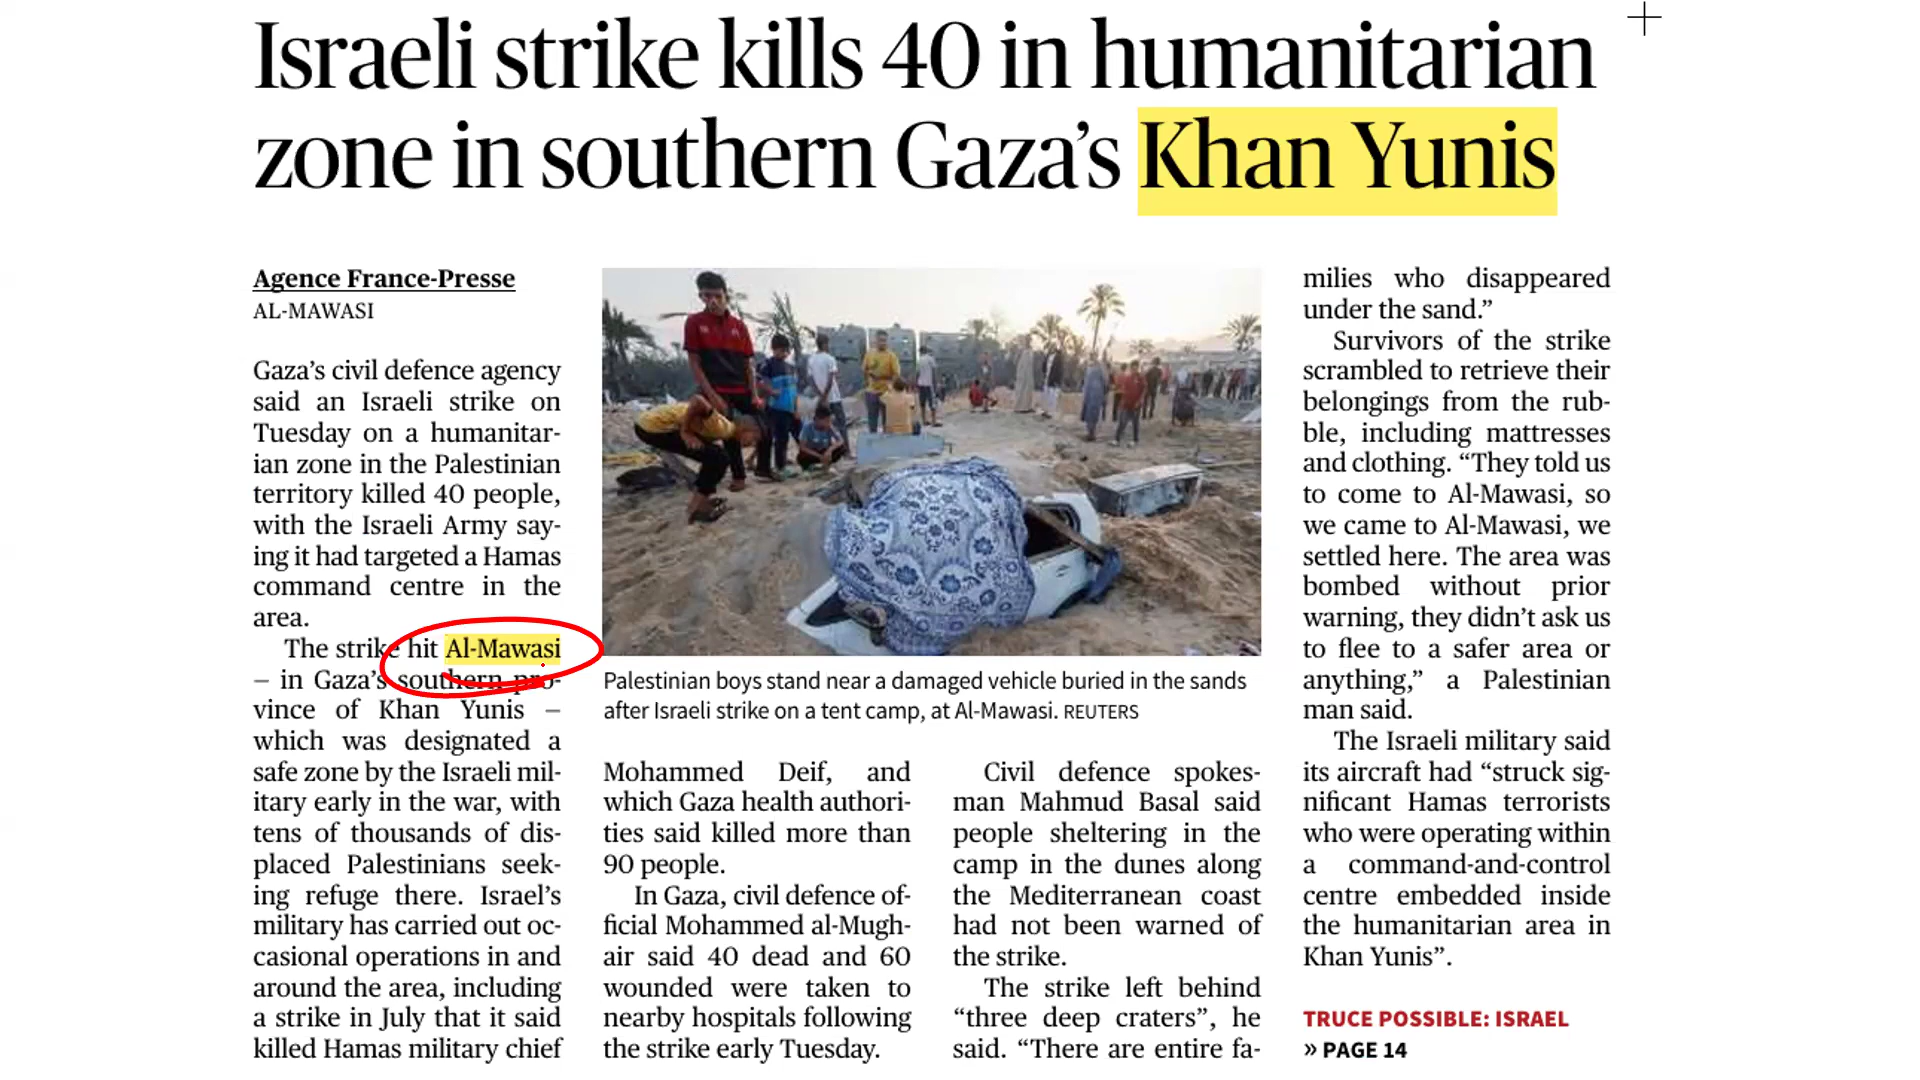 Israeli strike kills 40 in humanitarian
zone in southern Gaza’s Khan Yunis
Agence France-Presse
AL-MAWASI
Gaza’s civil defence agency
said an Israeli strike on
Tuesday on a humanitar-
ian zone in the Palestinian
territory killed 40 people,
with the Israeli Army say-
ing it had targeted a Hamas
command centre in the
area.
The strike hit Al-Mawasi
– in Gaza’s southern pro-
vince of Khan Yunis –
which was designated a
safe zone by the Israeli mil-
itary early in the war, with
tens of thousands of dis-
placed Palestinians seek-
ing refuge there. Israel’s
military has carried out oc-
casional operations in and
around the area, including
a strike in July that it said
killed Hamas military chief
Palestinian boys stand near a damaged vehicle buried in the sands
after Israeli strike on a tent camp, at Al-Mawasi. REUTERS
Mohammed Deif, and
which Gaza health authori-
ties said killed more than
90 people.
In Gaza, civil defence of-
ficial Mohammed al-Mugh-
air said 40 dead and 60
wounded were taken to
nearby hospitals following
the strike early Tuesday.
Civil defence spokes-
man Mahmud Basal said
people sheltering in the
camp in the dunes along
the Mediterranean coast
had not been warned of
the strike.
The strike left behind
“three deep craters”, he
said. “There are entire fa-
milies who disappeared
under the sand.”
Survivors of the strike
scrambled to retrieve their
belongings from the rub-
ble, including mattresses
and clothing. “They told us
to come to Al-Mawasi, so
we came to Al-Mawasi, we
settled here. The area was
bombed without prior
warning, they didn’t ask us
to flee to a safer area or
anything,” a Palestinian
man said.
The Israeli military said
its aircraft had “struck sig-
nificant Hamas terrorists
who were operating within
a command-and-control
centre embedded inside
the humanitarian area in
Khan Yunis”.
TRUCE POSSIBLE: ISRAEL
» PAGE 14